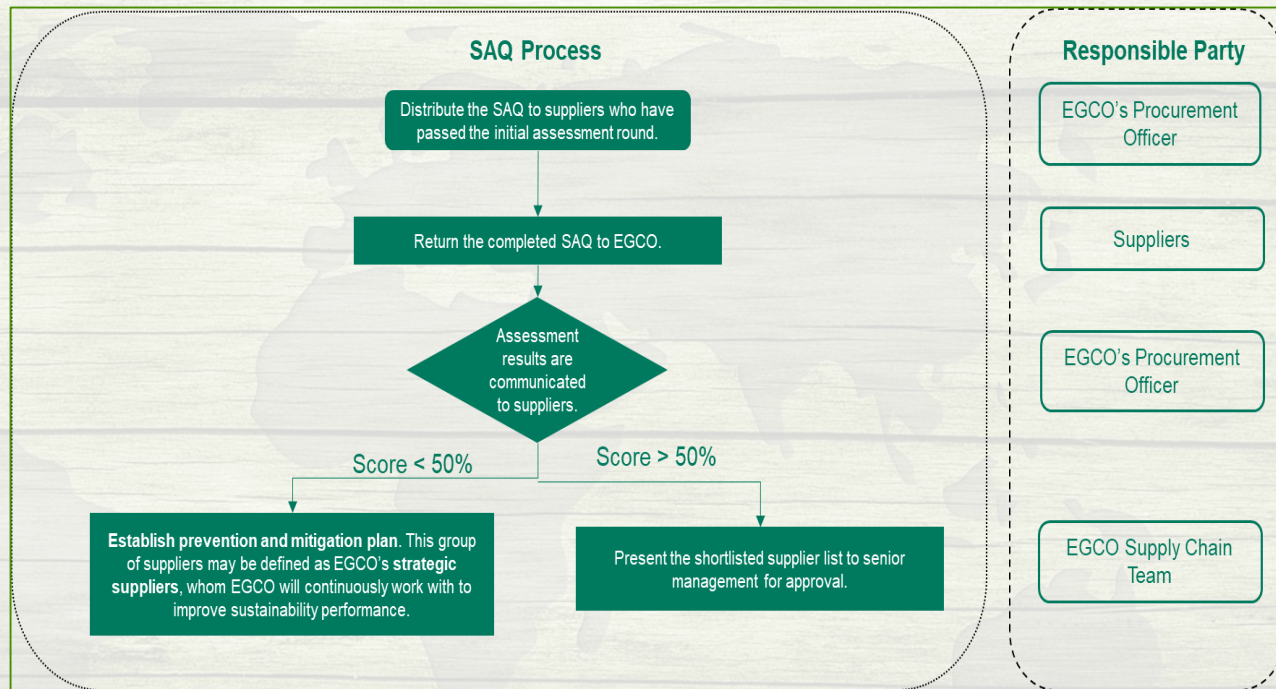 SAQ Process
Distribute the SAQ to suppliers who have
passed the initial assessment round.
Return the completed SAQ to EGCO.
Assessment
results are
communicated
to suppliers.
Score < 50%
Score > 50%
Establish prevention and mitigation plan. This group
of suppliers may be defined as EGCO’s strategic
suppliers, whom EGCO will continuously work with to
improve sustainability performance.
Present the shortlisted supplier list to senior
management for approval.
Responsible Party
EGCO’s Procurement
Officer
Suppliers
EGCO’s Procurement
Officer
EGCO Supply Chain
Team